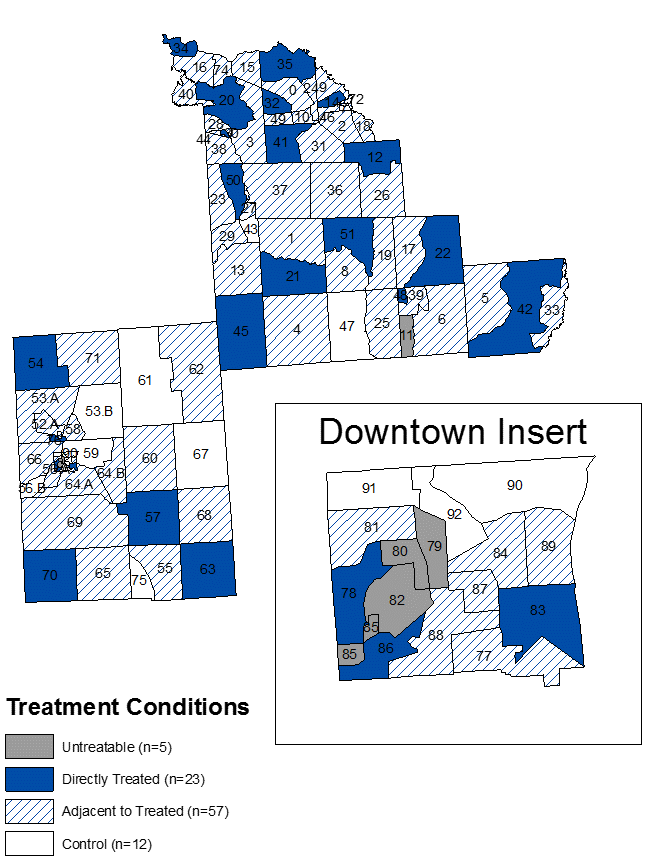 34
16 74 15 35
40 20 0 24 9
32 14 72
49 10 46
28 2 18
44 30
38 3 41 31 12
50
23 37 36 26
27
29 43 1 51 19 17 22
13 21 8
48 39 5 42 33
45 4 47 25 11 6
54 71 61 62
53.A 53.B
52.A 58
66 90 59 60 67
64.B
56.B 64.A
69 57 68
70 65 75 55 63
Downtown Insert
91 90
92
81 79 84 89
80
78 82 87 83
85 88
85 86 77
Treatment Conditions
Untreatable (n=5)
Directly Treated (n=23)
Adjacent to Treated (n=57)
Control (n=12)